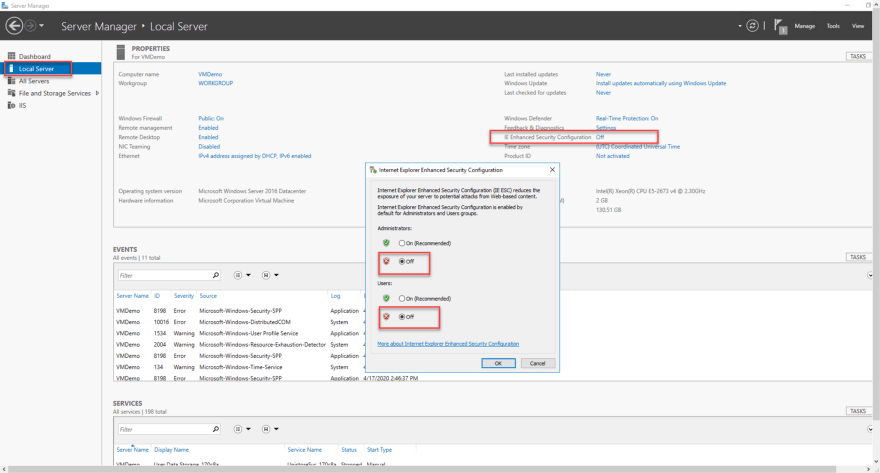 Server Manager
Server Manager • Local Server
Manage Tools View
1
Dashboard
Local Server
All Servers
File and Storage Services
IIS
PROPERTIES
For VMDemo
TASKS
Computer name VMDemo
Workgroup WORKGROUP
Last installed updates Never
Windows Update Install updates automatically using Windows Update
Last checked for updates Never
Windows Firewall Public: On
Remote management Enabled
Remote Desktop Enabled
NIC Teaming Disabled
Ethernet IPv4 address assigned by DHCP, IPv6 enabled
Windows Defender Real-Time Protection: On
Feedback & Diagnostics Settings
IE Enhanced Security Configuration Off
Time zone (UTC) Coordinated Universal Time
Product ID Not activated
Operating system version Microsoft Windows Server 2016 Datacenter
Hardware information Microsoft Corporation Virtual Machine
Intel(R) Xeon(R) CPU E5-2673 v4 @ 2.30GHz
2 GB
130.51 GB
Internet Explorer Enhanced Security Configuration
Internet Explorer Enhanced Security Configuration (IE ESC) reduces the
exposure of your server to potential attacks from Web-based content.
Internet Explorer Enhanced Security Configuration is enabled by
default for Administrators and Users groups.
Administrators:
On (Recommended)
Off
Users:
On (Recommended)
Off
More about Internet Explorer Enhanced Security Configuration
OK Cancel
EVENTS
All events | 11 total
TASKS
Filter
Server Name ID Severity Source Log
VMDemo 8198 Error Microsoft-Windows-Security-SPP Application
VMDemo 10016 Error Microsoft-Windows-DistributedCOM System
VMDemo 1534 Warning Microsoft-Windows-User Profile Service Application
VMDemo 2004 Warning Microsoft-Windows-Resource-Exhaustion-Detector System
VMDemo 8198 Error Microsoft-Windows-Security-SPP Application
VMDemo 134 Warning Microsoft-Windows-Time-Service System
VMDemo 8198 Error Microsoft-Windows-Security-SPP Application 4/17/2020 2:46:37 PM
SERVICES
All services | 198 total
TASKS
Filter
Server Name Display Name Service Name Status Start Type
VMDemo User Data Storage_170c8a UnistoreSvc_170c8a Stopped Manual